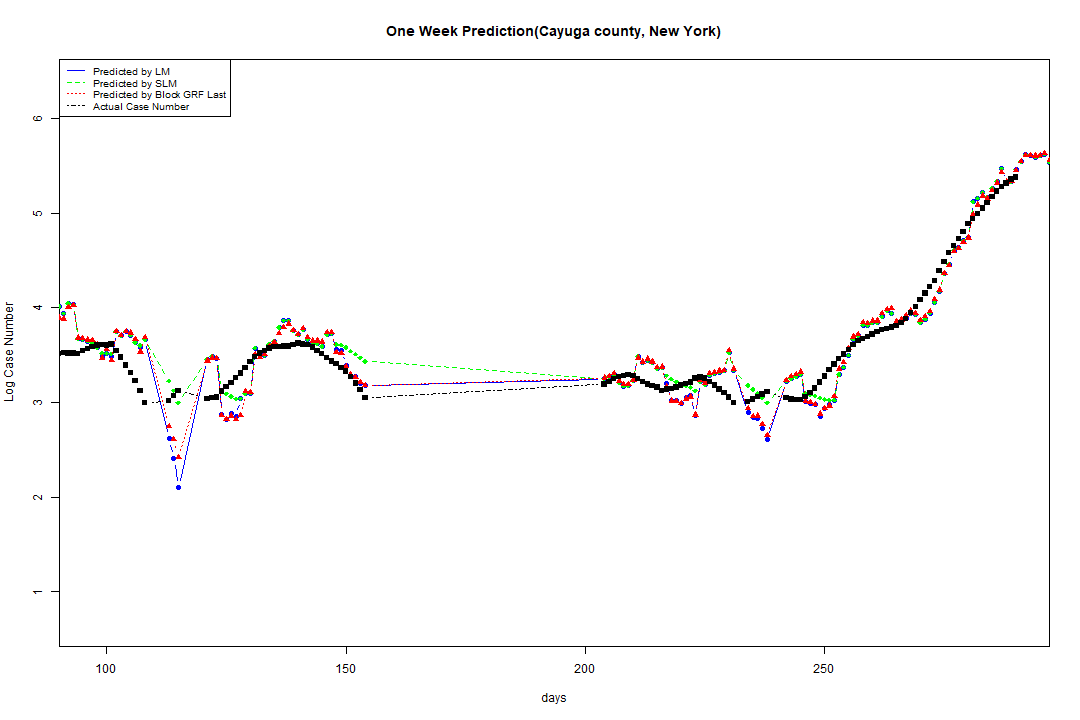 One Week Prediction(Cayuga county, New York)
Predicted by LM
Predicted by SLM
Predicted by Block GRF Last
Actual Case Number
6
5
4
3
2
1
Log Case Number
100 150 200 250
days